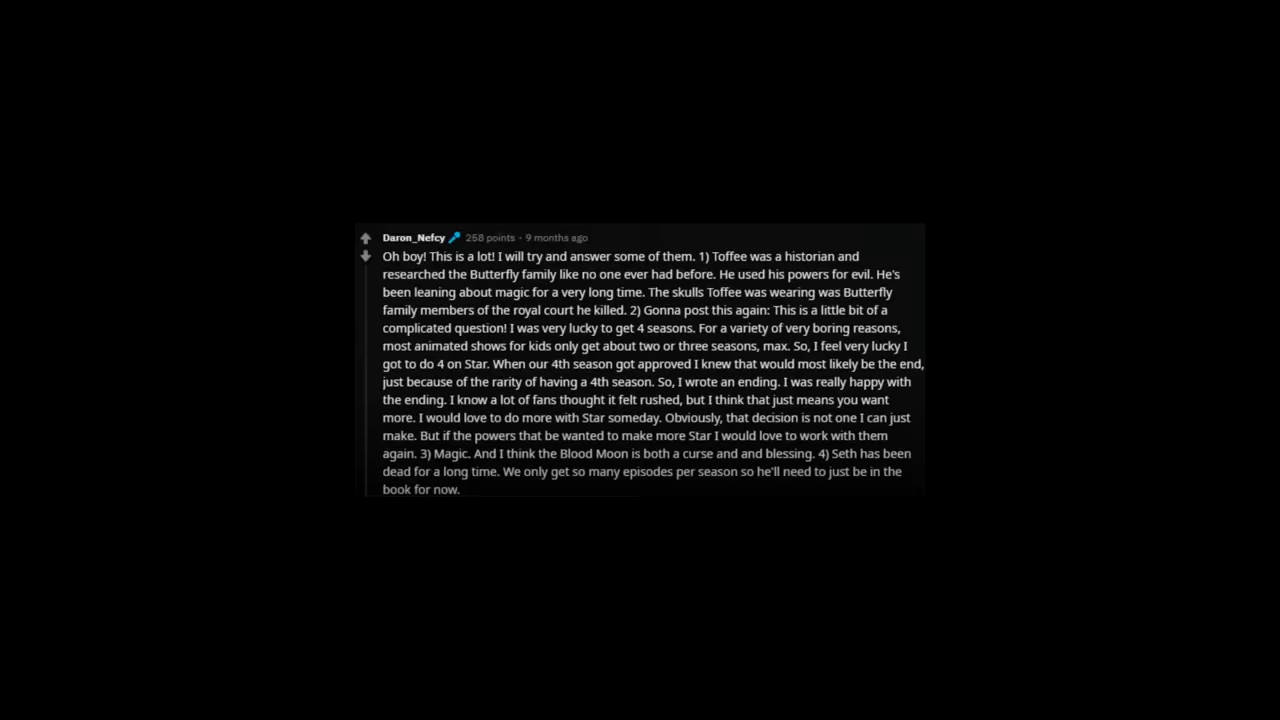 Daron_Nefcy 258 points · 9 months ago
Oh boy! This is a lot! I will try and answer some of them. 1) Toffee was a historian and
researched the Butterfly family like no one ever had before. He used his powers for evil. He's
been leaning about magic for a very long time. The skulls Toffee was wearing was Butterfly
family members of the royal court he killed. 2) Gonna post this again: This is a little bit of a
complicated question! I was very lucky to get 4 seasons. For a variety of very boring reasons,
most animated shows for kids only get about two or three seasons, max. So, I feel very lucky I
got to do 4 on Star. When our 4th season got approved I knew that would most likely be the end,
just because of the rarity of having a 4th season. So, I wrote an ending. I was really happy with
the ending. I know a lot of fans thought it felt rushed, but I think that just means you want
more. I would love to do more with Star someday. Obviously, that decision is not one I can just
make. But if the powers that be wanted to make more Star I would love to work with them
again. 3) Magic. And I think the Blood Moon is both a curse and and blessing. 4) Seth has been
dead for a long time. We only get so many episodes per season so he'll need to just be in the
book for now.